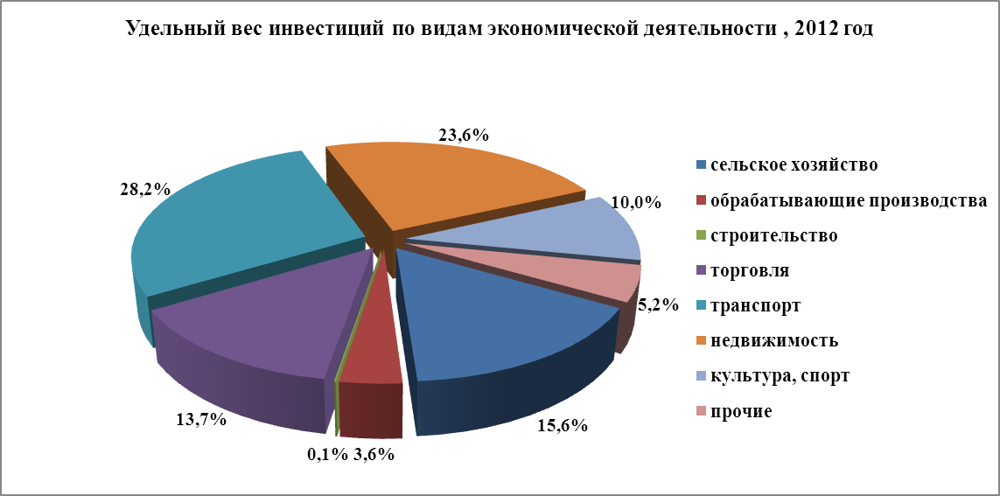 Удельный вес инвестиций по видам экономической деятельности , 2012 год
23,6%
28,2%
10,0%
5,2%
13,7%
15,6%
0,1%
3,6%
сельское хозяйство
обрабатывающие производства
строительство
торговля
транспорт
недвижимость
культура, спорт
прочие